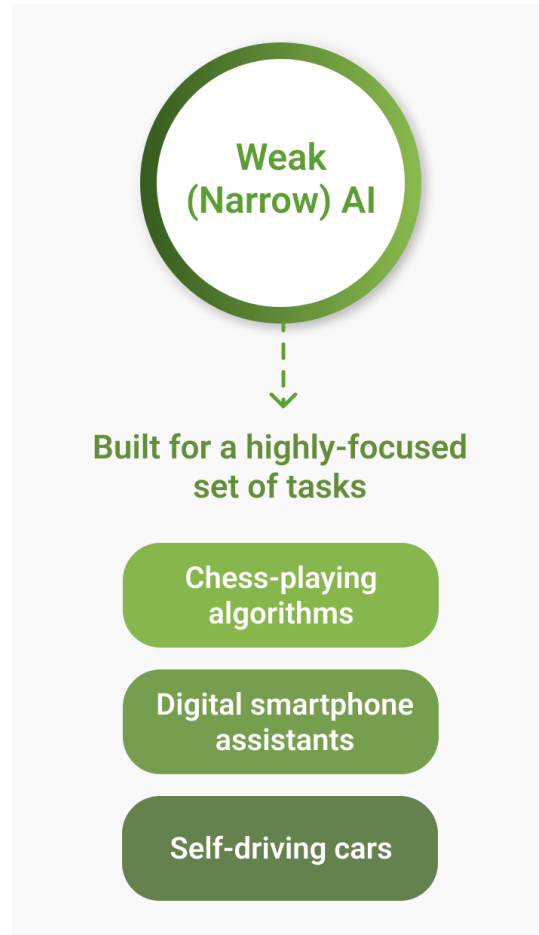 Weak
(Narrow) AI
Built for a highly-focused
set of tasks
Chess-playing
algorithms
Digital smartphone
assistants
Self-driving cars